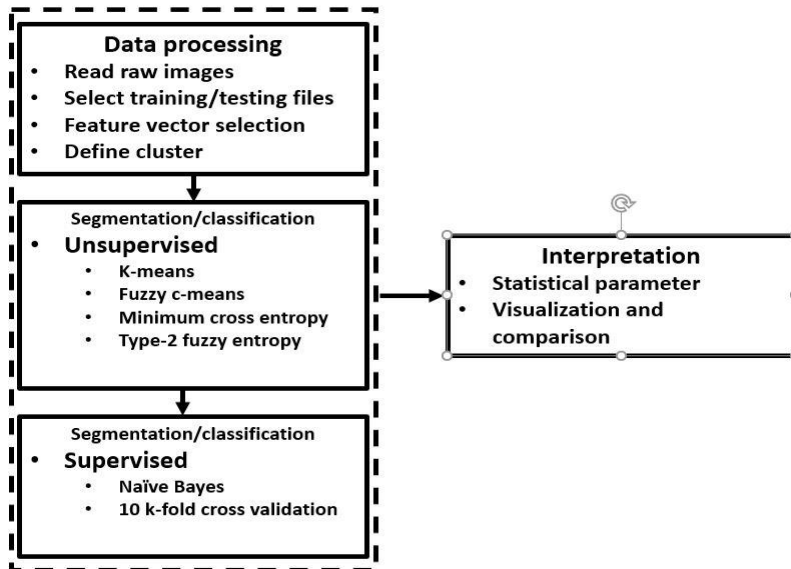 Data processing
• Read raw images
• Select training/testing files
• Feature vector selection
• Define cluster
Segmentation/classification
• Unsupervised
• K-means
• Fuzzy c-means
• Minimum cross entropy
• Type-2 fuzzy entropy
Segmentation/classification
• Supervised
• Naïve Bayes
• 10 k-fold cross validation
Interpretation
• Statistical parameter
• Visualization and
comparison